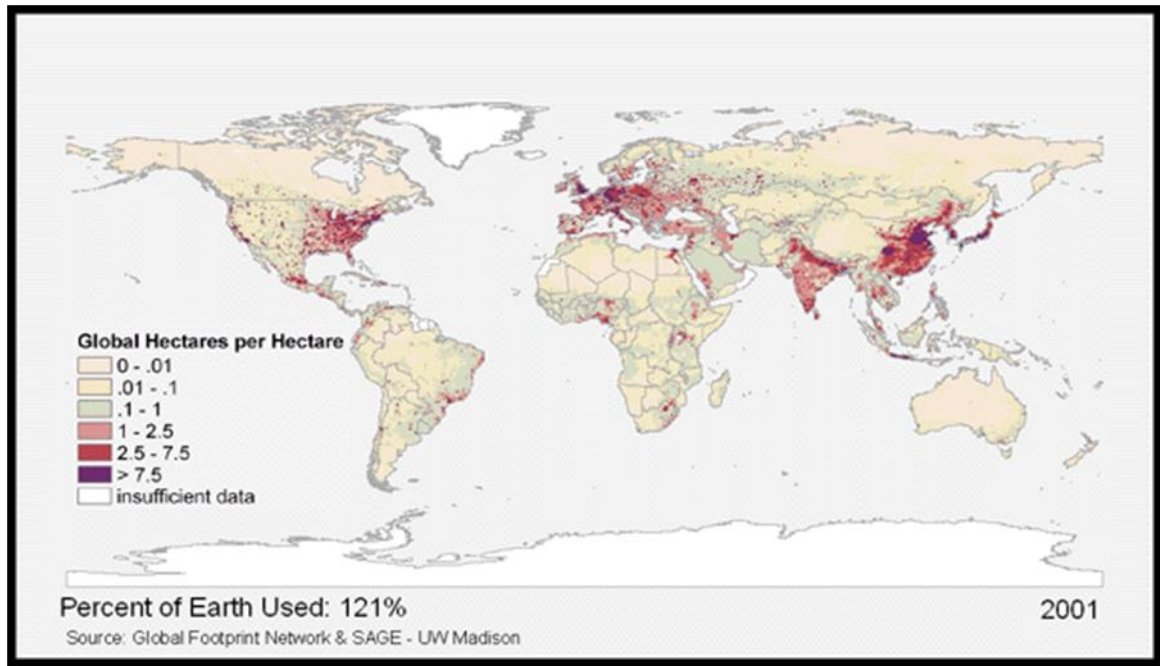 Global Hectares per Hectare
0 - .01
.01 - .1
.1 - 1
1 - 2.5
2.5 - 7.5
> 7.5
insufficient data
Percent of Earth Used: 121%
2001
Source: Global Footprint Network & SAGE - UW Madison